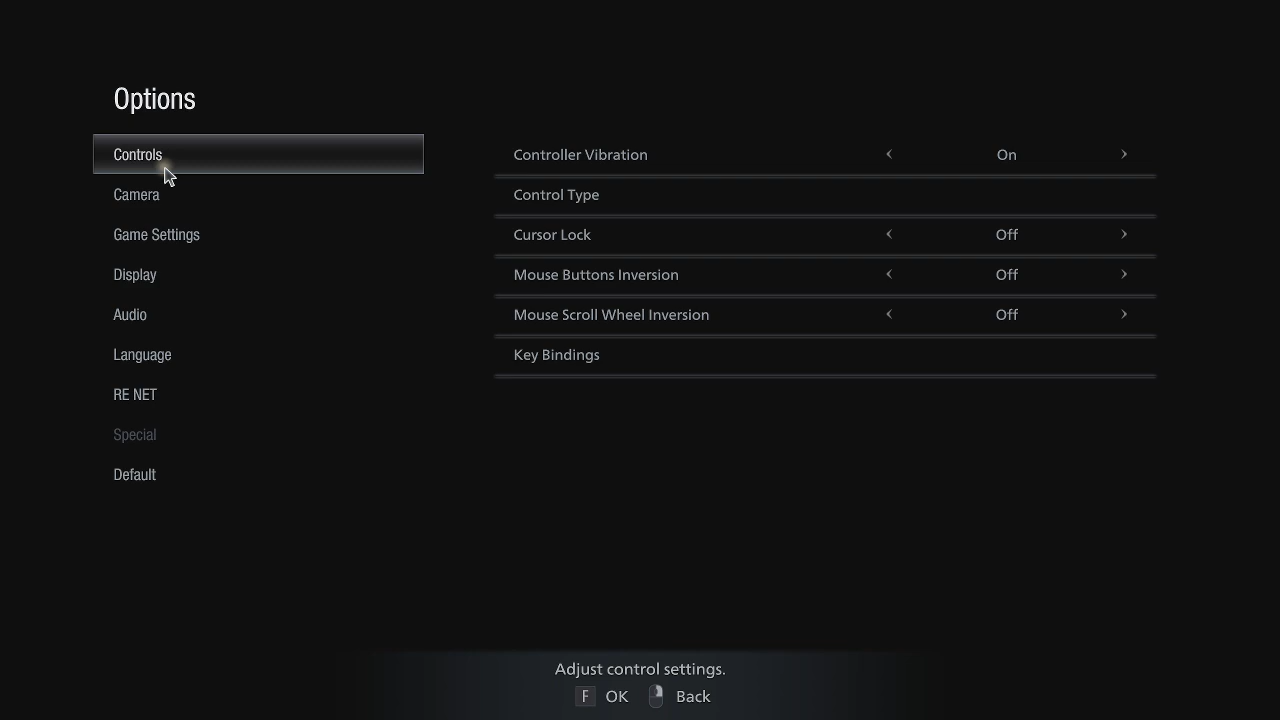 Options
Controls
Camera
Game Settings
Display
Audio
Language
RE NET
Special
Default
Controller Vibration On
Control Type
Cursor Lock Off
Mouse Buttons Inversion Off
Mouse Scroll Wheel Inversion Off
Key Bindings
Adjust control settings.
F OK Back